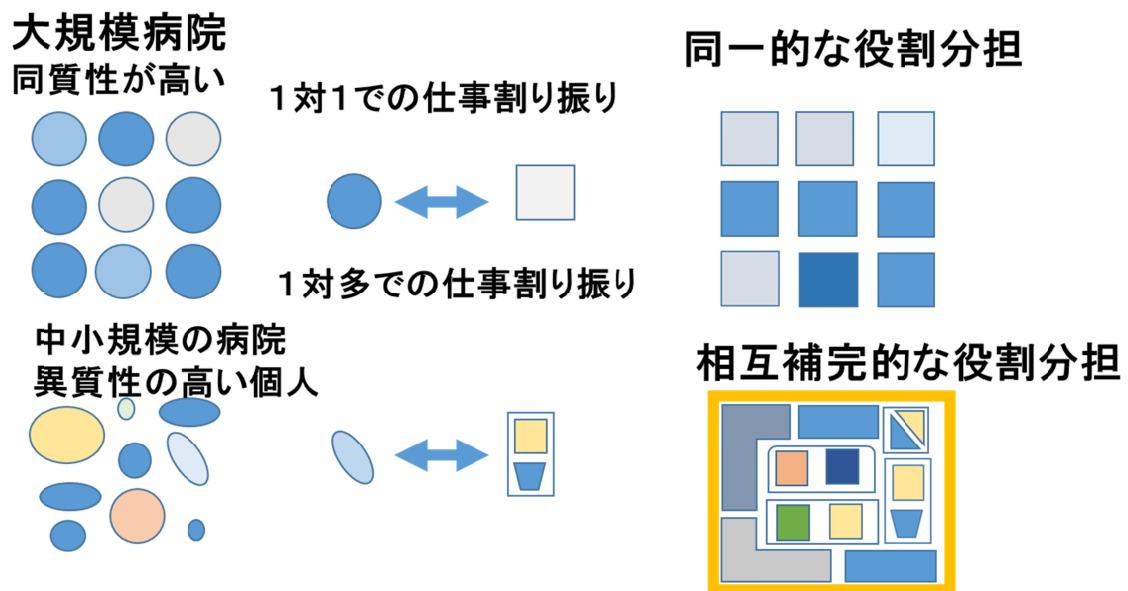 大規模病院
同質性が高い
１対１での仕事割り振り
同一的な役割分担
１対多での仕事割り振り
中小規模の病院
異質性の高い個人
相互補完的な役割分担